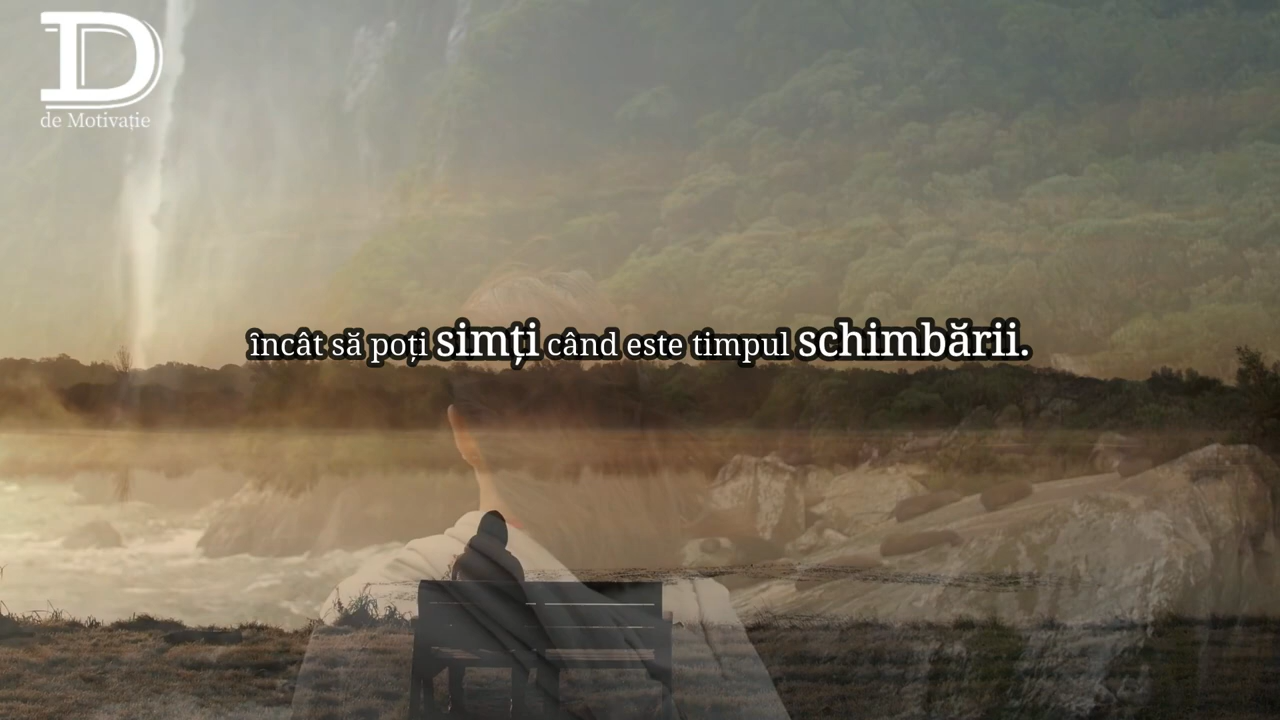 D
de Motivație
încât să poți simți când este timpul schimbării.